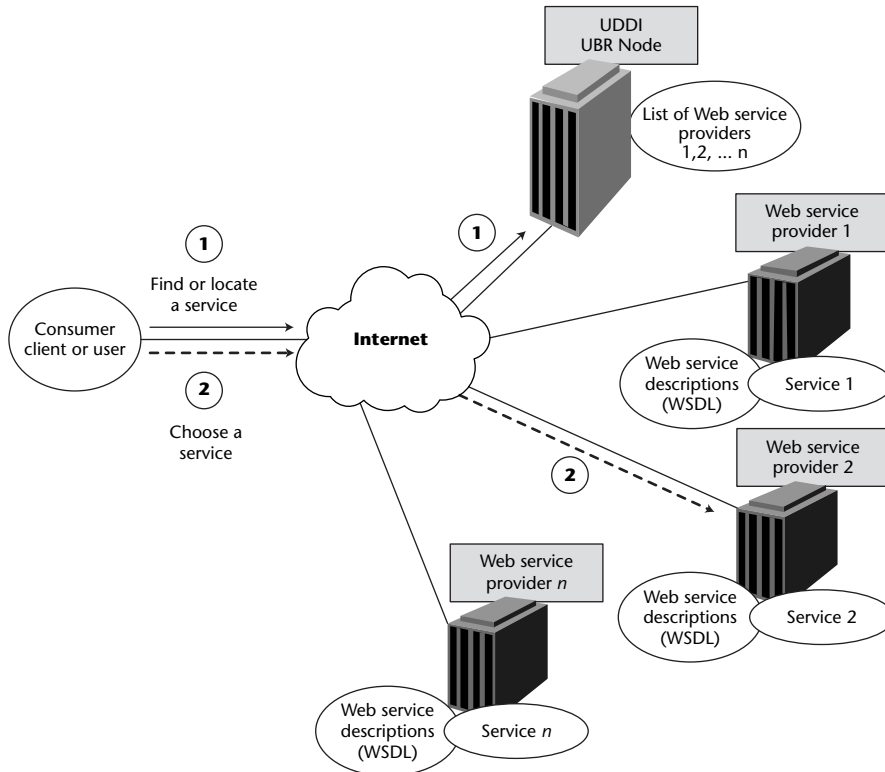 UDDI
UBR Node
List of Web service
providers
1,2, ... n
1
Find or locate
a service
1
Web service
provider 1
Consumer
client or user
Internet
Web service
descriptions
(WSDL)
Service 1
2
Choose a
service
2
Web service
provider 2
Web service
descriptions
(WSDL)
Service 2
Web service
provider n
Web service
descriptions
(WSDL)
Service n